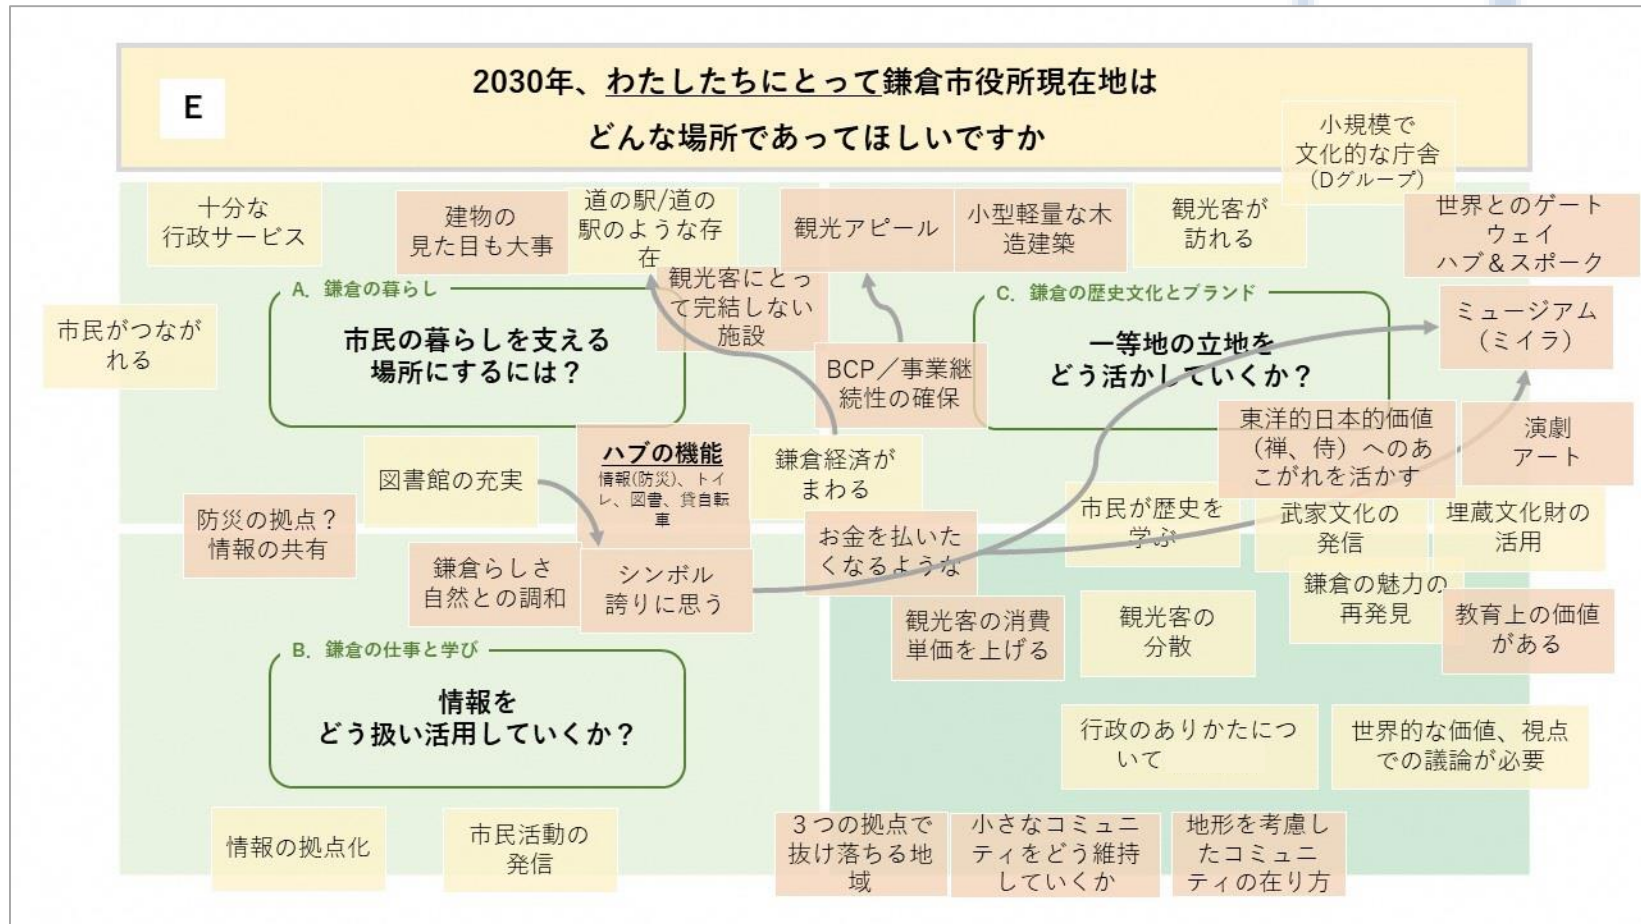 E
2030年、わたしたちにとって鎌倉市役所現在地は
どんな場所であってほしいですか
小規模で
文化的な庁舎
（Dグループ）
十分な
行政サービス
建物の
見た目も大事
道の駅/道の
駅のような存
在
観光アピール
小型軽量な木
造建築
観光客が
訪れる
世界とのゲート
ウェイ
ハブ＆スポーク
市民がつなが
れる
A. 鎌倉の暮らし
市民の暮らしを支える
場所にするには？
観光客にとっ
て完結しない
施設
BCP／事業継
続性の確保
C. 鎌倉の歴史文化とブランド
一等地の立地を
どう活かしていくか？
ミュージアム
（ミイラ）
図書館の充実
ハブの機能
情報(防災)、トイ
レ、図書、貸自転
車
鎌倉経済が
まわる
東洋的日本的価値
（禅、侍）へのあ
こがれを活かす
演劇
アート
防災の拠点？
情報の共有
鎌倉らしさ
自然との調和
シンボル
誇りに思う
お金を払いた
くなるような
市民が歴史を
学ぶ
武家文化の
発信
埋蔵文化財の
活用
観光客の消費
単価を上げる
観光客の
分散
鎌倉の魅力の
再発見
教育上の価値
がある
B. 鎌倉の仕事と学び
情報を
どう扱い活用していくか？
行政のありかたにつ
いて
世界的な価値、視点
での議論が必要
情報の拠点化
市民活動の
発信
３つの拠点で
抜け落ちる地
域
小さなコミュニ
ティをどう維持
していくか
地形を考慮し
たコミュニ
ティの在り方